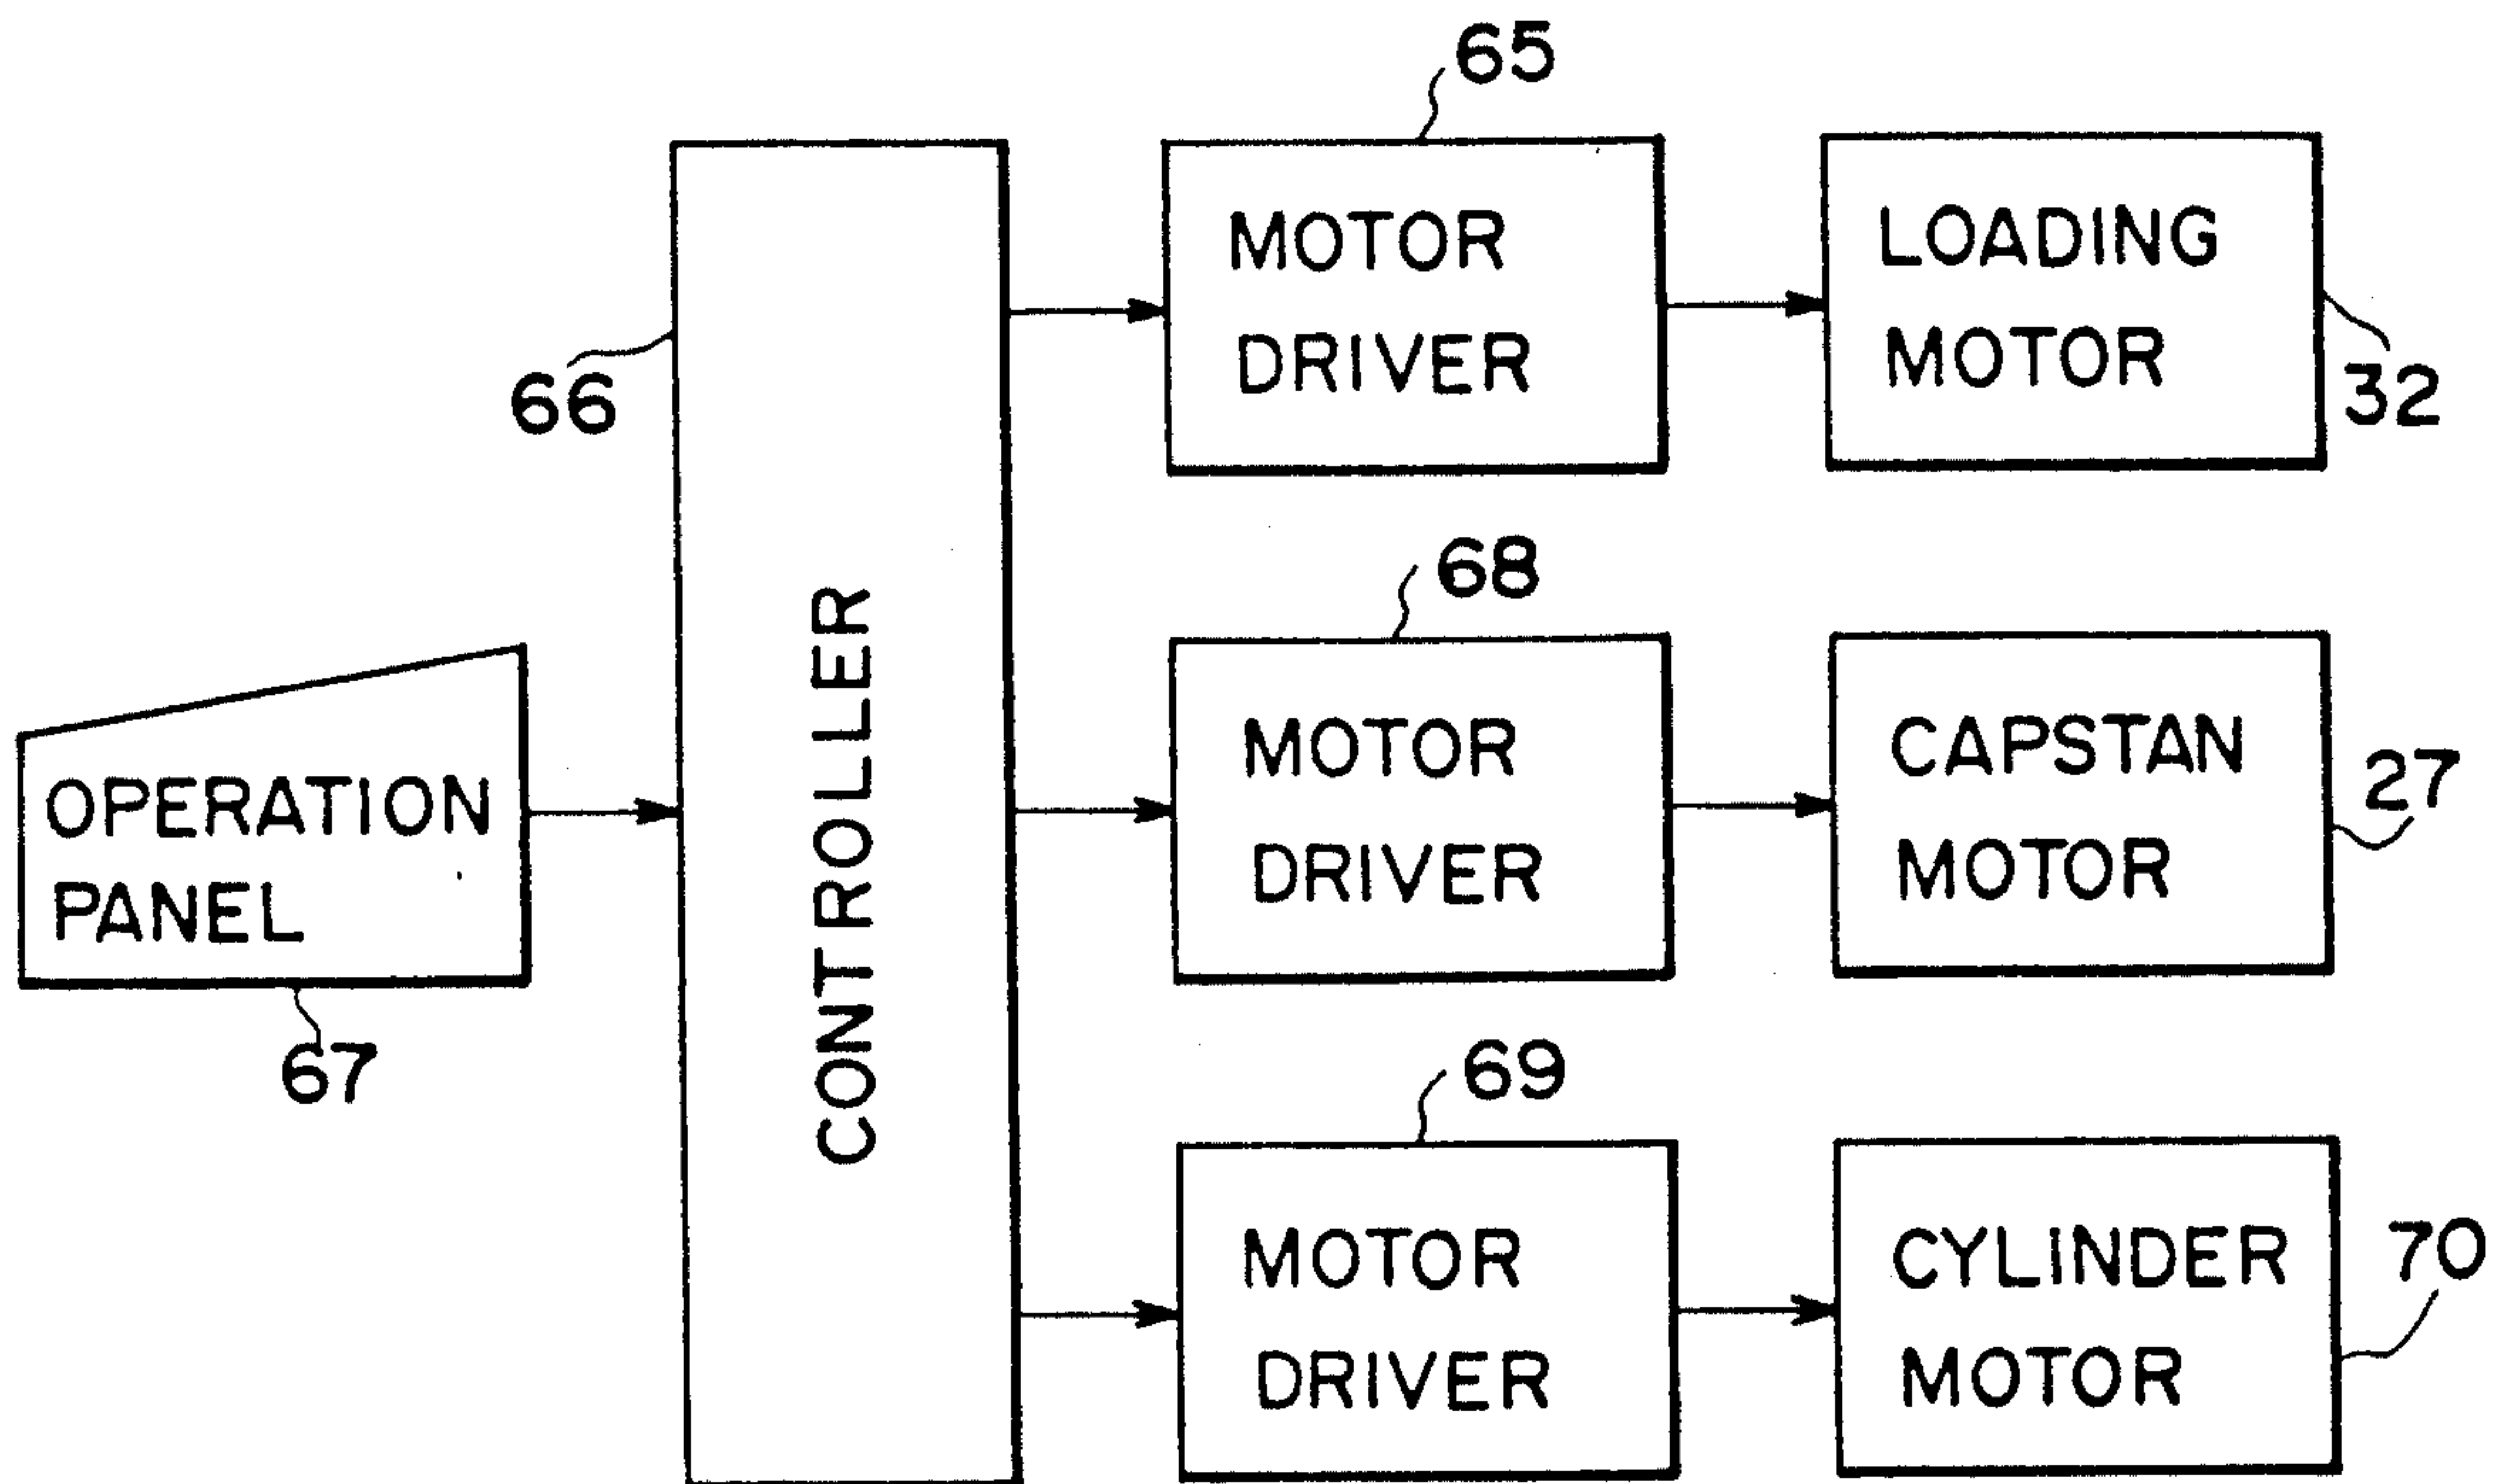 65
MOTOR
DRIVER
LOADING
MOTOR
32
66
CONTROLLER
68
MOTOR
DRIVER
CAPSTAN
MOTOR
27
OPERATION
PANEL
67
69
MOTOR
DRIVER
CYLINDER
MOTOR
70